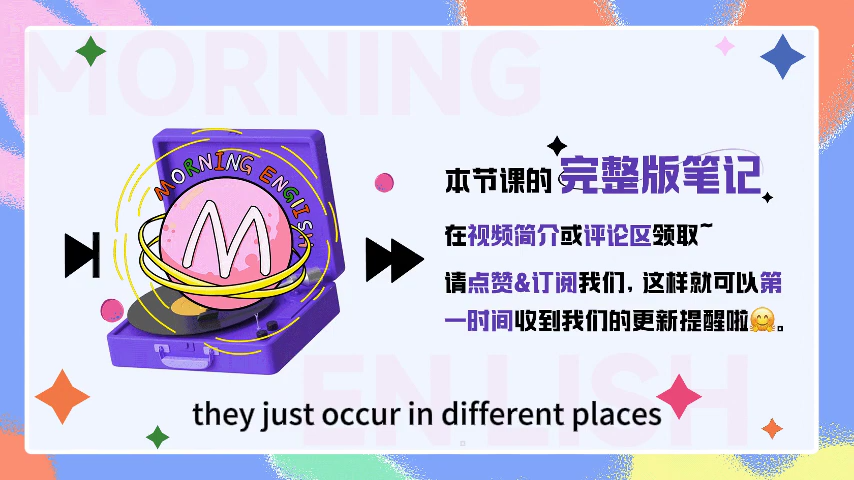 MORNING
MORNING ENGLISH
M
本节课的 完整版笔记
在视频简介或评论区领取~
请点赞&订阅我们，这样就可以第
一时间收到我们的更新提醒啦🤗。
EN LISH
they just occur in different places